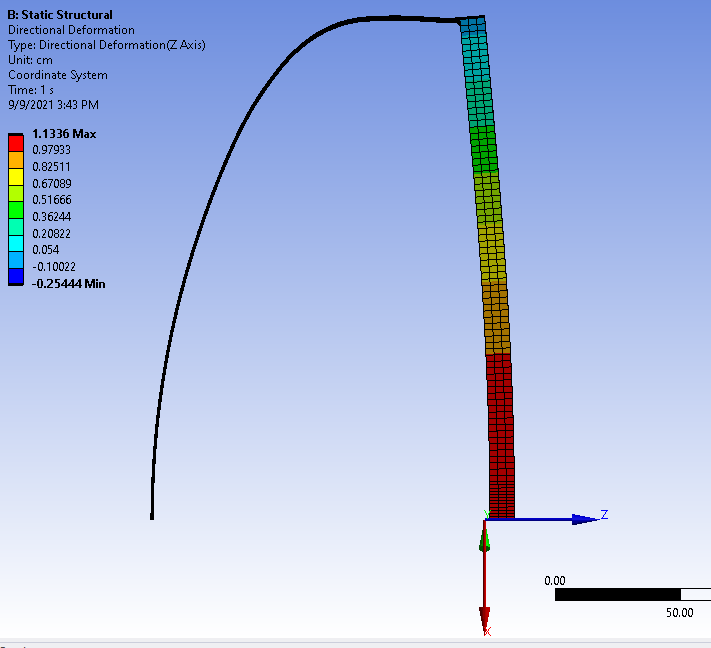 B: Static Structural
Directional Deformation
Type: Directional Deformation(Z Axis)
Unit: cm
Coordinate System
Time: 1 s
9/9/2021 3:43 PM
1.1336 Max
0.97933
0.82511
0.67089
0.51666
0.36244
0.20822
0.054
-0.10022
-0.25444 Min
Y
Z
0.00
50.00
X